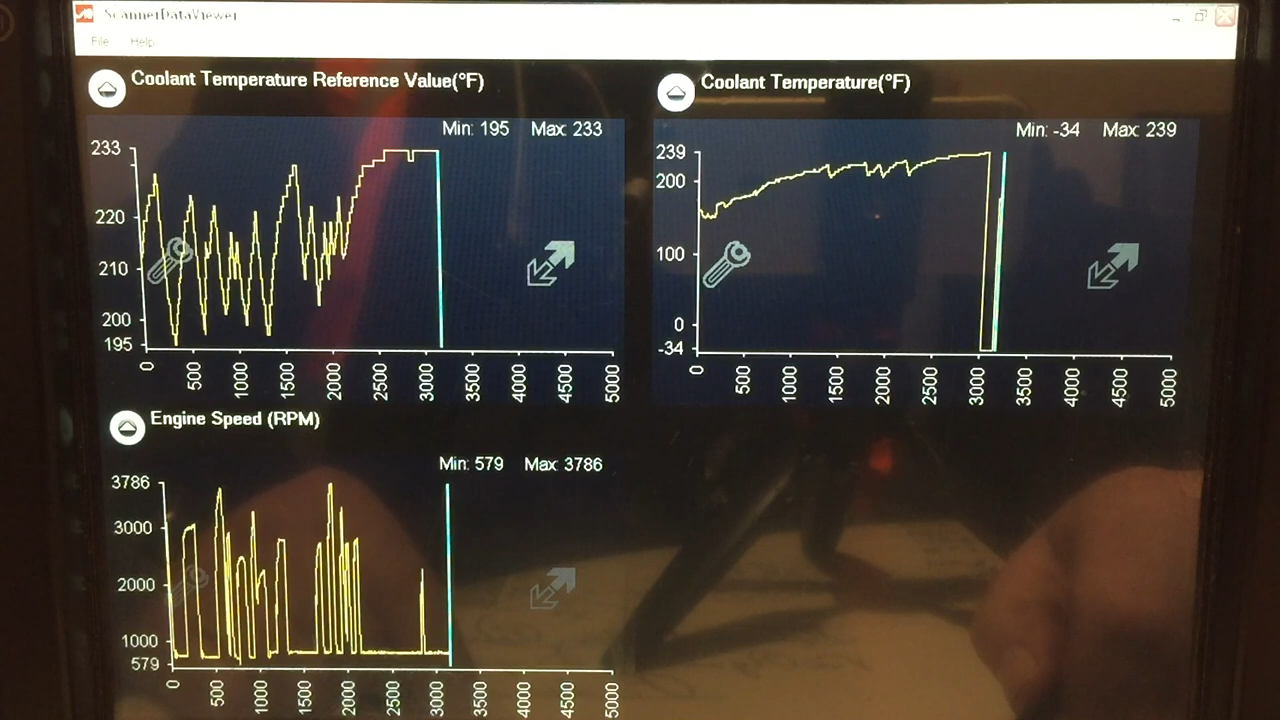 ScannerDataViewer
File Help
Coolant Temperature Reference Value(°F)
Min: 195 Max: 233
233
220
210
200
195
0 500 1000 1500 2000 2500 3000 3500 4000 4500 5000
Coolant Temperature(°F)
Min: -34 Max: 239
239
200
100
0
-34
0 500 1000 1500 2000 2500 3000 3500 4000 4500 5000
Engine Speed (RPM)
Min: 579 Max: 3786
3786
3000
2000
1000
579
0 500 1000 1500 2000 2500 3000 3500 4000 4500 5000